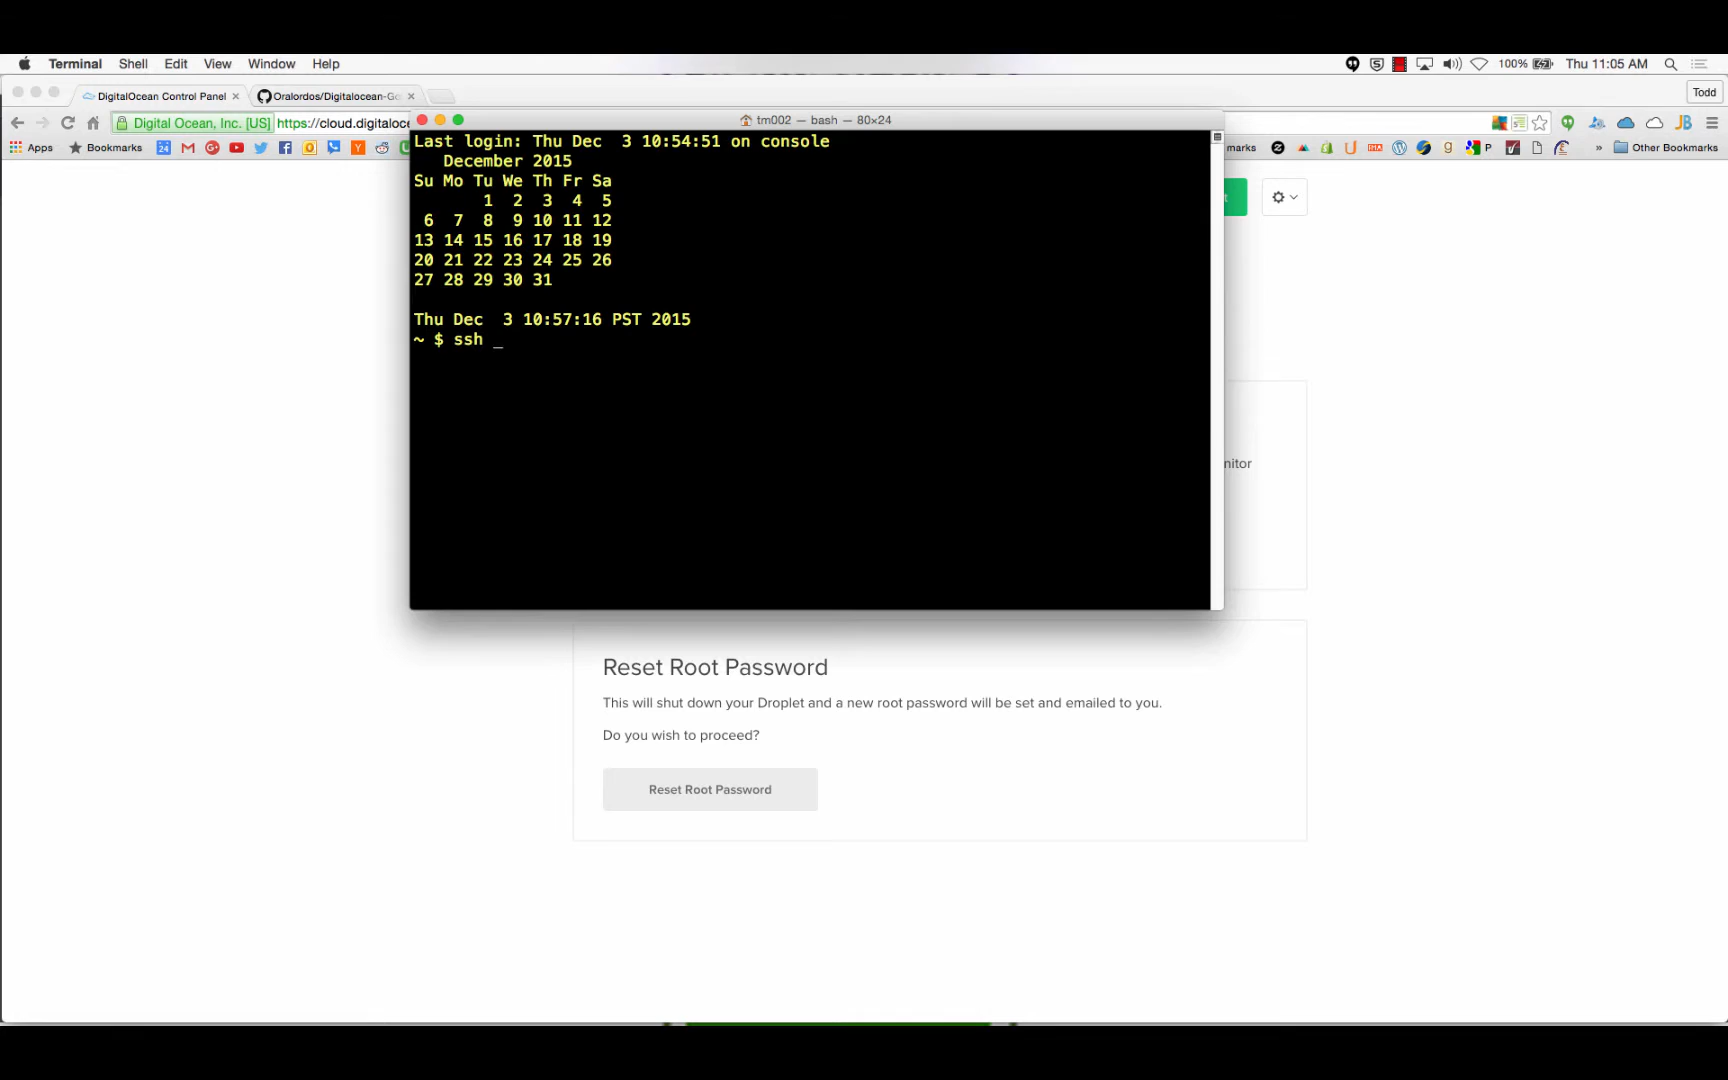 Terminal Shell Edit View Window Help 100% Thu 11:05 AM
DigitalOcean Control Panel × Oralordos/Digitalocean-Go × Todd
Digital Ocean, Inc. [US] https://cloud.digitaloce
Apps Bookmarks 24 marks P » Other Bookmarks
tm002 — bash — 80×24
Last login: Thu Dec  3 10:54:51 on console
December 2015
Su Mo Tu We Th Fr Sa
1 2 3 4 5
6 7 8 9 10 11 12
13 14 15 16 17 18 19
20 21 22 23 24 25 26
27 28 29 30 31
Thu Dec  3 10:57:16 PST 2015
~ $ ssh _
nitor
Reset Root Password
This will shut down your Droplet and a new root password will be set and emailed to you.
Do you wish to proceed?
Reset Root Password